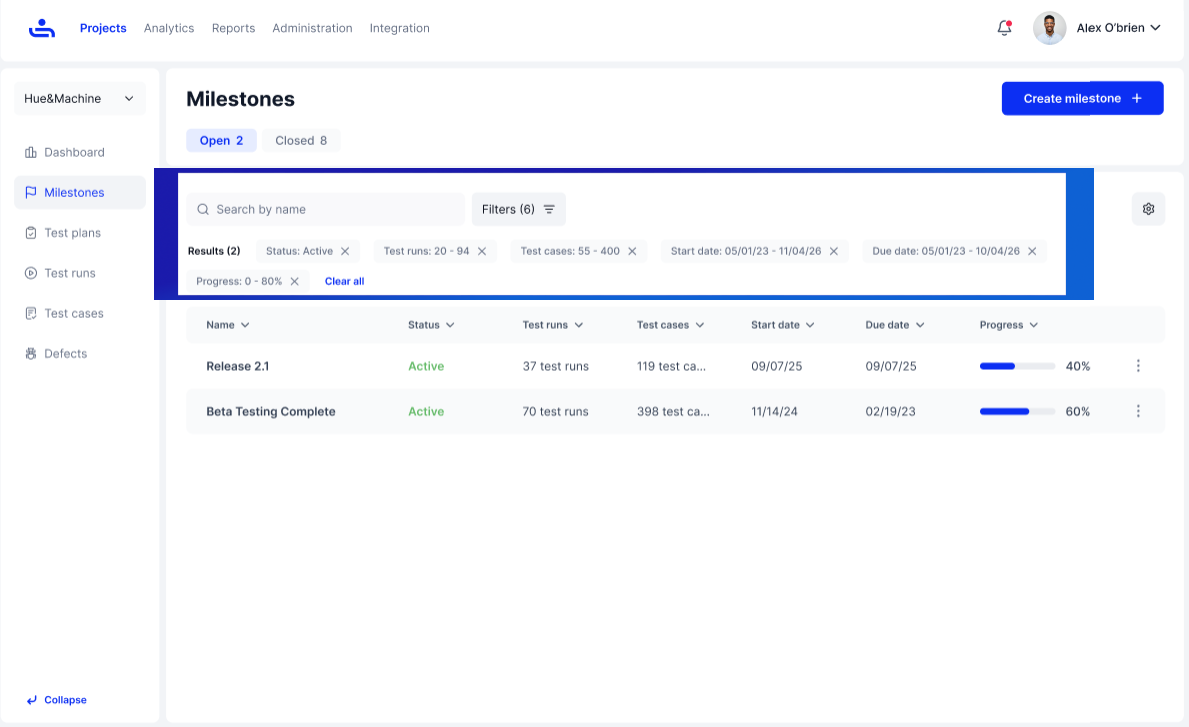 Projects Analytics Reports Administration Integration Alex O'brien
Hue&Machine
Dashboard
Milestones
Test plans
Test runs
Test cases
Defects
Collapse
Milestones
Create milestone +
Open 2 Closed 8
Search by name Filters (6)
Results (2) Status: Active Test runs: 20 - 94 Test cases: 55 - 400 Start date: 05/01/23 - 11/04/26 Due date: 05/01/23 - 10/04/26
Progress: 0 - 80% Clear all
Name Status Test runs Test cases Start date Due date Progress
Release 2.1 Active 37 test runs 119 test ca... 09/07/25 09/07/25 40%
Beta Testing Complete Active 70 test runs 398 test ca... 11/14/24 02/19/23 60%